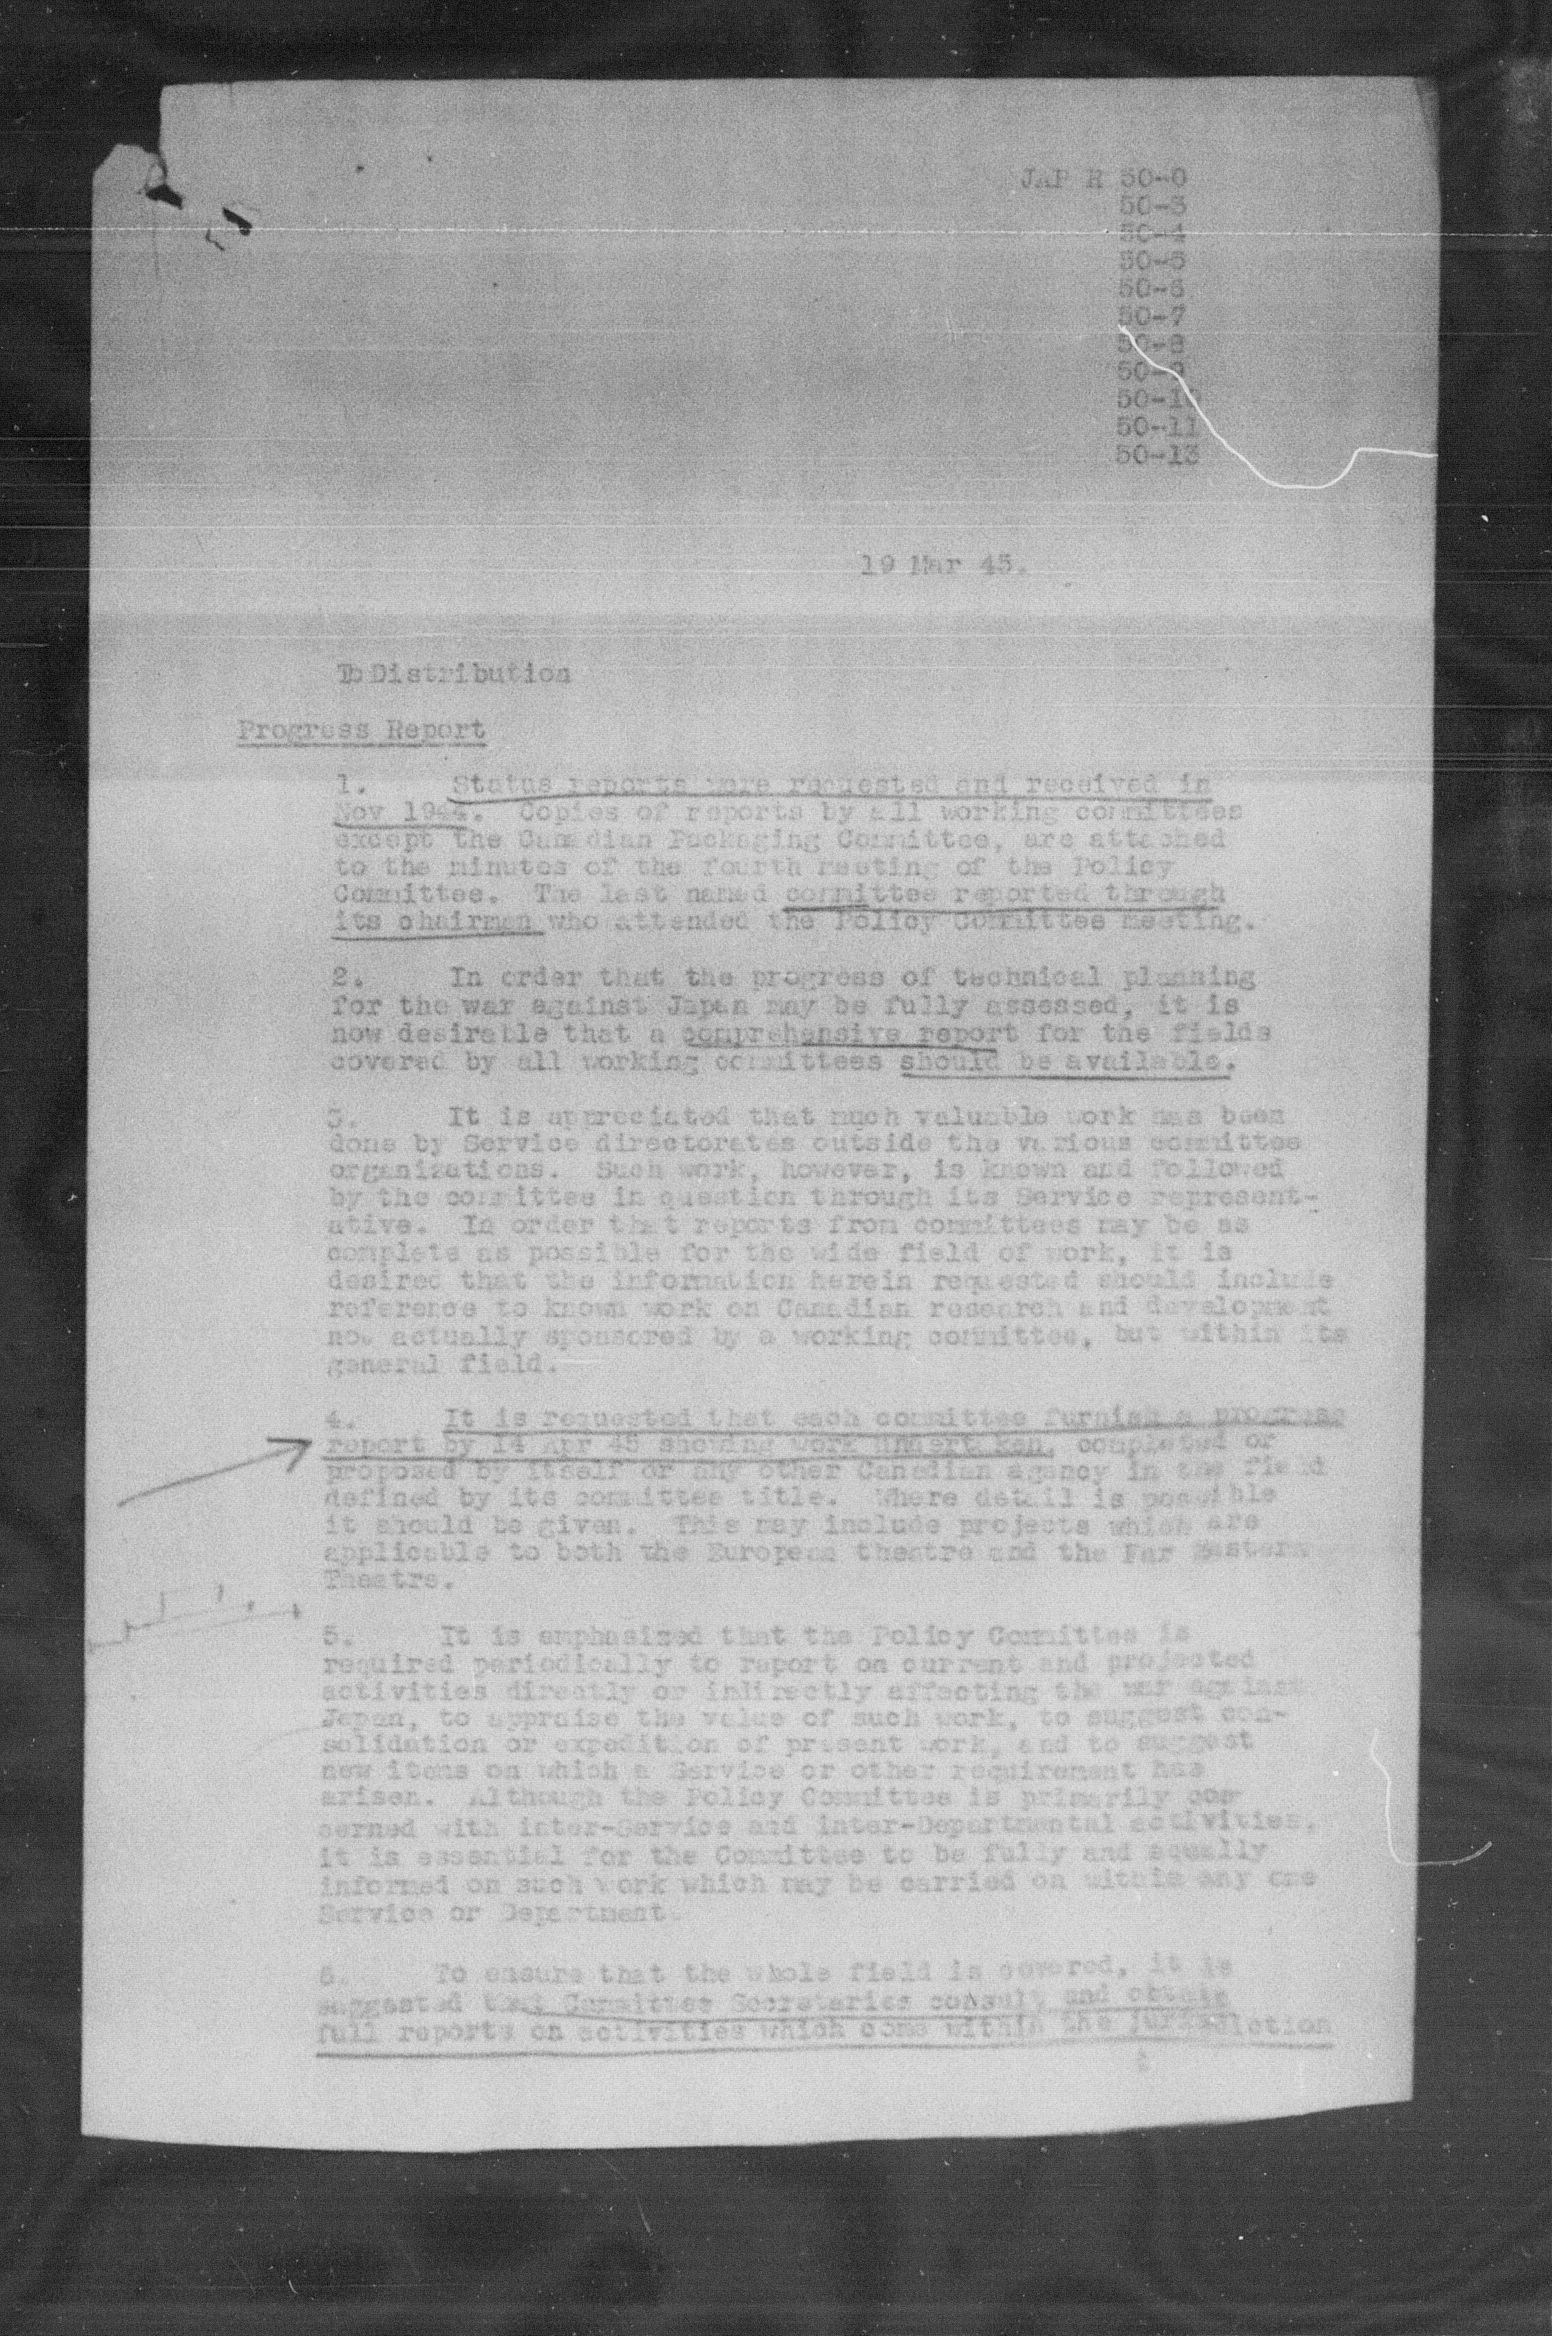 JAP R 50-0
50-3
50-4
50-5
50-6
50-7
50-8
50-9
50-10
50-11
50-13
19 Mar 45.
To Distribution
Progress Report
1. Status reports were requested and received in
Nov 1944. Copies of reports by all working committees
except the Canadian Packaging Committee, are attached
to the minutes of the fourth meeting of the Policy
Committee. The last named committee reported through
its chairman who attended the Policy Committee meeting.
2. In order that the progress of technical planning
for the war against Japan may be fully assessed, it is
now desirable that a comprehensive report for the fields
covered by all working committees should be available.
3. It is appreciated that much valuable work has been
done by Service directorates outside the various committee
organizations. Such work, however, is known and followed
by the committee in question through its Service represent-
ative. In order that reports from committees may be as
complete as possible for the wide field of work, it is
desired that the information herein requested should include
reference to known work on Canadian research and development
now actually sponsored by a working committee, but within its
general field.
4. It is requested that each committee furnish a progress
report by 14 Apr 45 showing work undertaken, completed or
proposed by itself or any other Canadian agency in the field
defined by its committee title. Where detail is possible
it should be given. This may include projects which are
applicable to both the European theatre and the Far Eastern
Theatre.
5. It is emphasized that the Policy Committee is
required periodically to report on current and projected
activities directly or indirectly affecting the war against
Japan, to appraise the value of such work, to suggest con-
solidation or expedition of present work, and to suggest
new items on which a Service or other requirement has
arisen. Although the Policy Committee is primarily con-
cerned with inter-Service and inter-Departmental activities,
it is essential for the Committee to be fully and equally
informed on such work which may be carried on within any one
Service or Department.
6. To ensure that the whole field is covered, it is
suggested that Committee Secretaries consult and obtain
full reports on activities which come within the jurisdiction